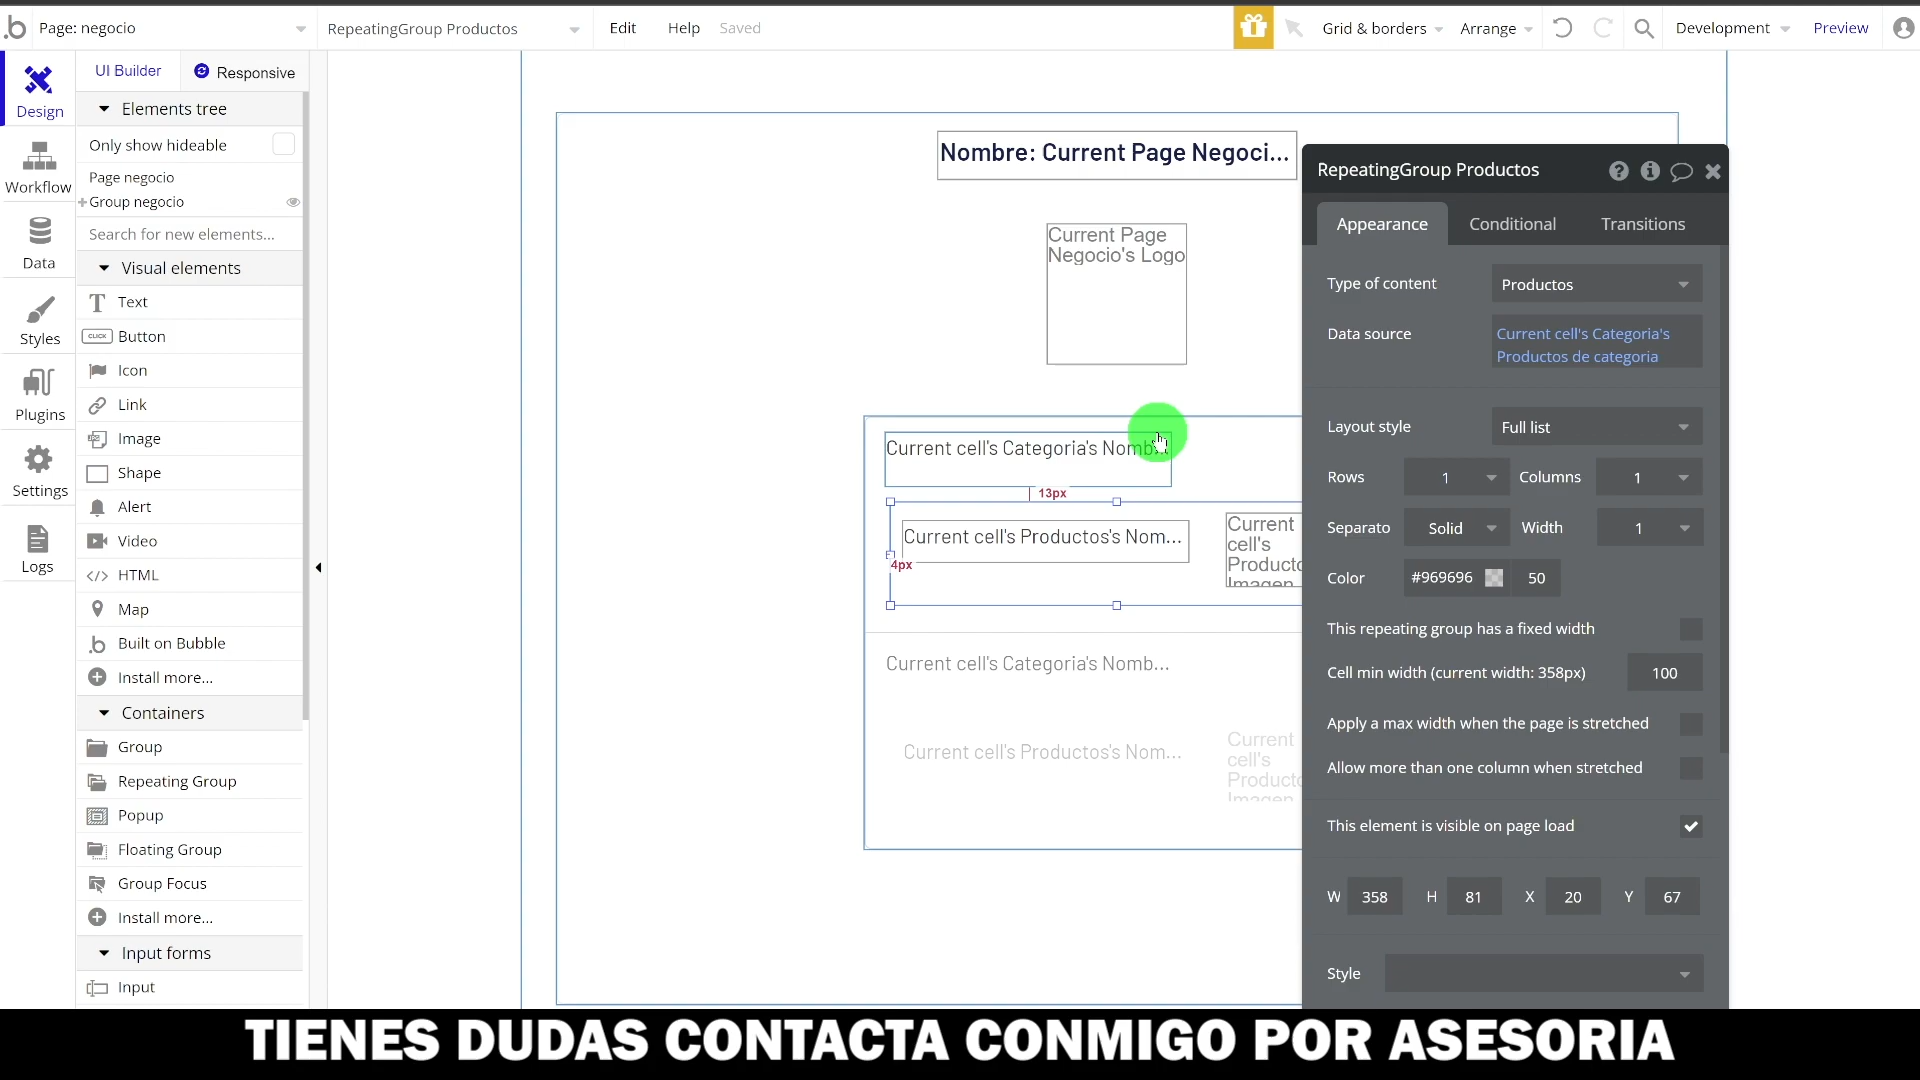 Page: negocio
RepeatingGroup Productos
Edit
Help
Saved
Grid & borders
Arrange
Development
Preview
UI Builder
Responsive
Design
Workflow
Data
Styles
Plugins
Settings
Logs
Elements tree
Only show hideable
Page negocio
Group negocio
Search for new elements...
Visual elements
Text
CLICK
Button
Icon
Link
Image
Shape
Alert
Video
</> HTML
Map
Built on Bubble
Install more...
Containers
Group
Repeating Group
Popup
Floating Group
Group Focus
Install more...
Input forms
Input
Nombre: Current Page Negoci...
Current Page
Negocio's Logo
Current cell's Categoria's Nomb...
13px
Current cell's Productos's Nom...
4px
Current
cell's
Producto
Imagen
Current cell's Categoria's Nomb...
Current cell's Productos's Nom...
Current
cell's
Producto
Imagen
RepeatingGroup Productos
Appearance
Conditional
Transitions
Type of content
Productos
Data source
Current cell's Categoria's
Productos de categoria
Layout style
Full list
Rows
1
Columns
1
Separato
Solid
Width
1
Color
#969696
50
This repeating group has a fixed width
Cell min width (current width: 358px)
100
Apply a max width when the page is stretched
Allow more than one column when stretched
This element is visible on page load
W 358 H 81 X 20 Y 67
Style
TIENES DUDAS CONTACTA CONMIGO POR ASESORIA